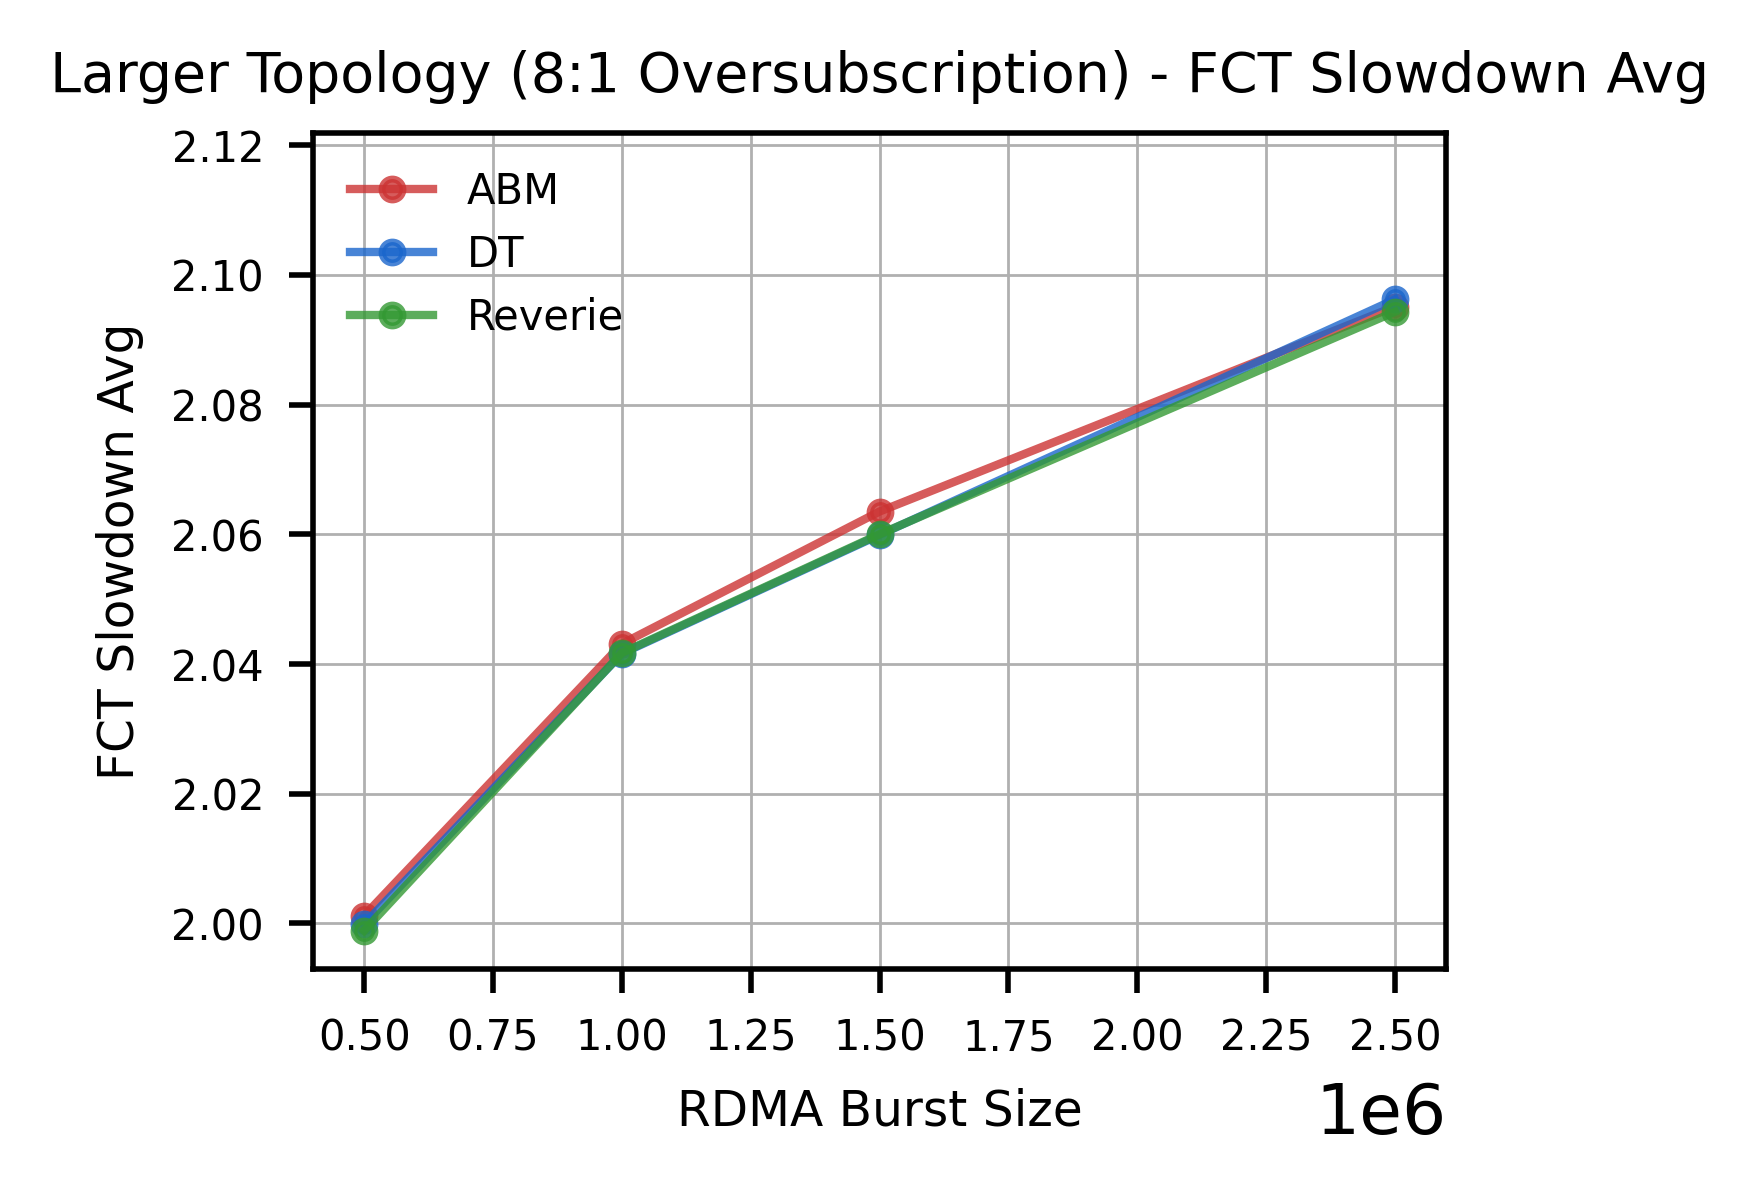 Larger Topology (8:1 Oversubscription) - FCT Slowdown Avg
2.12
2.10
2.08
2.06
2.04
2.02
2.00
FCT Slowdown Avg
ABM
DT
Reverie
0.50 0.75 1.00 1.25 1.50 1.75 2.00 2.25 2.50
RDMA Burst Size
1e6